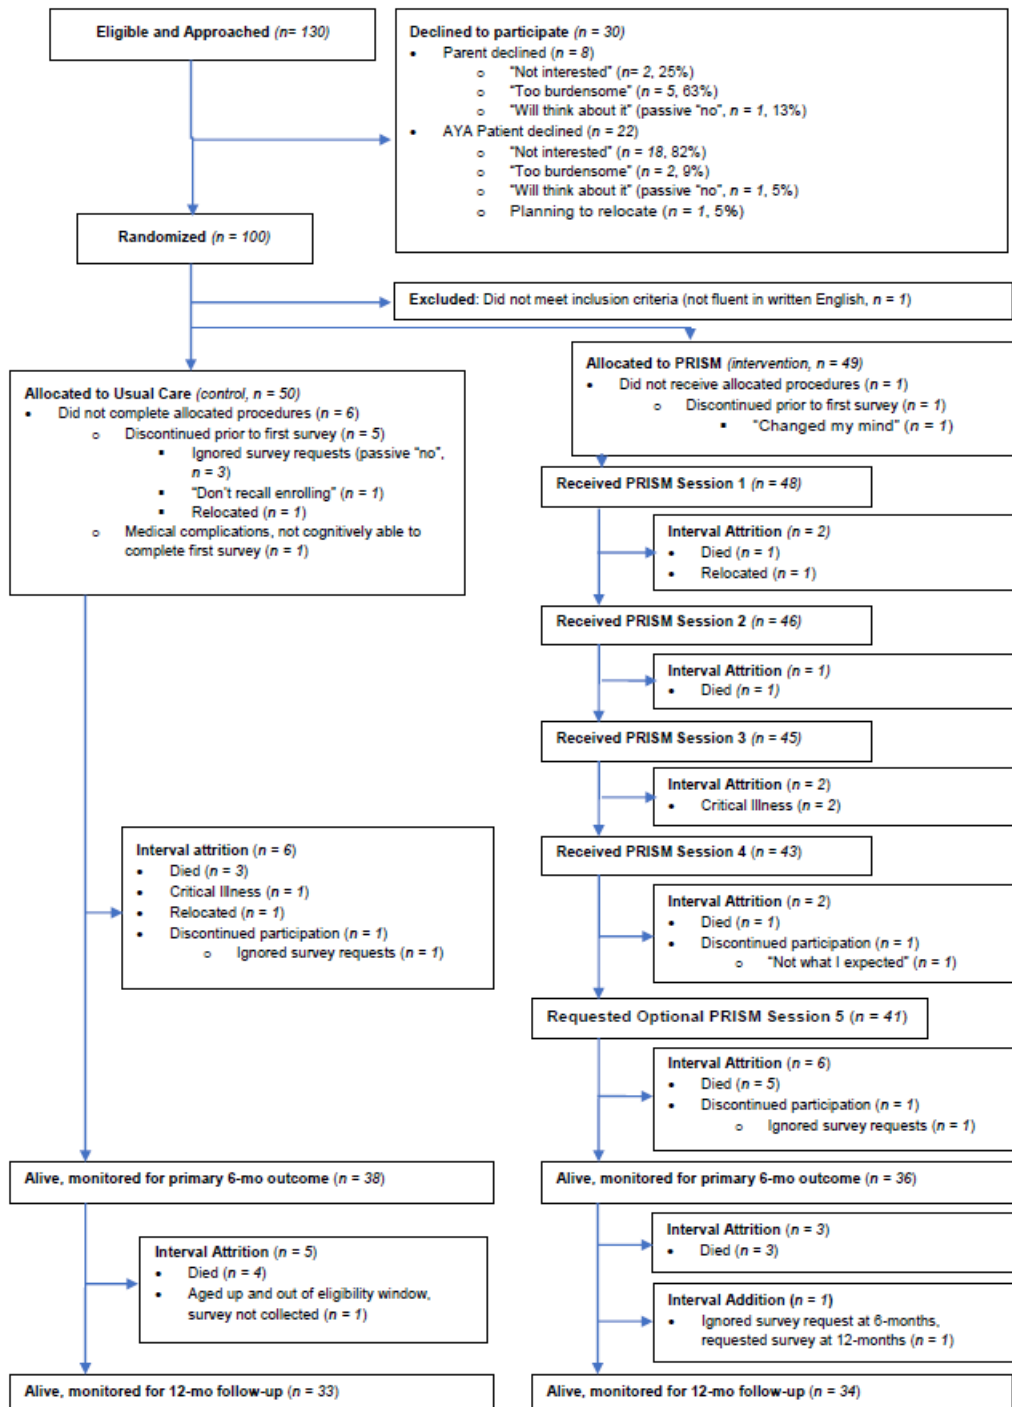 Eligible and Approached (n= 130)
Declined to participate (n = 30)
• Parent declined (n = 8)
o "Not interested" (n= 2, 25%)
o "Too burdensome" (n = 5, 63%)
o "Will think about it" (passive "no", n = 1, 13%)
• AYA Patient declined (n = 22)
o "Not interested" (n = 18, 82%)
o "Too burdensome" (n = 2, 9%)
o "Will think about it" (passive "no", n = 1, 5%)
o Planning to relocate (n = 1, 5%)
Randomized (n = 100)
Excluded: Did not meet inclusion criteria (not fluent in written English, n = 1)
Allocated to Usual Care (control, n = 50)
• Did not complete allocated procedures (n = 6)
o Discontinued prior to first survey (n = 5)
▪ Ignored survey requests (passive "no",
n = 3)
▪ "Don't recall enrolling" (n = 1)
▪ Relocated (n = 1)
o Medical complications, not cognitively able to
complete first survey (n = 1)
Allocated to PRISM (intervention, n = 49)
• Did not receive allocated procedures (n = 1)
o Discontinued prior to first survey (n = 1)
▪ "Changed my mind" (n = 1)
Received PRISM Session 1 (n = 48)
Interval Attrition (n = 2)
• Died (n = 1)
• Relocated (n = 1)
Received PRISM Session 2 (n = 46)
Interval Attrition (n = 1)
• Died (n = 1)
Received PRISM Session 3 (n = 45)
Interval Attrition (n = 2)
• Critical Illness (n = 2)
Received PRISM Session 4 (n = 43)
Interval attrition (n = 6)
• Died (n = 3)
• Critical Illness (n = 1)
• Relocated (n = 1)
• Discontinued participation (n = 1)
o Ignored survey requests (n = 1)
Interval Attrition (n = 2)
• Died (n = 1)
• Discontinued participation (n = 1)
o "Not what I expected" (n = 1)
Requested Optional PRISM Session 5 (n = 41)
Interval Attrition (n = 6)
• Died (n = 5)
• Discontinued participation (n = 1)
o Ignored survey requests (n = 1)
Alive, monitored for primary 6-mo outcome (n = 38)
Alive, monitored for primary 6-mo outcome (n = 36)
Interval Attrition (n = 5)
• Died (n = 4)
• Aged up and out of eligibility window,
survey not collected (n = 1)
Interval Attrition (n = 3)
• Died (n = 3)
Interval Addition (n = 1)
• Ignored survey request at 6-months,
requested survey at 12-months (n = 1)
Alive, monitored for 12-mo follow-up (n = 33)
Alive, monitored for 12-mo follow-up (n = 34)